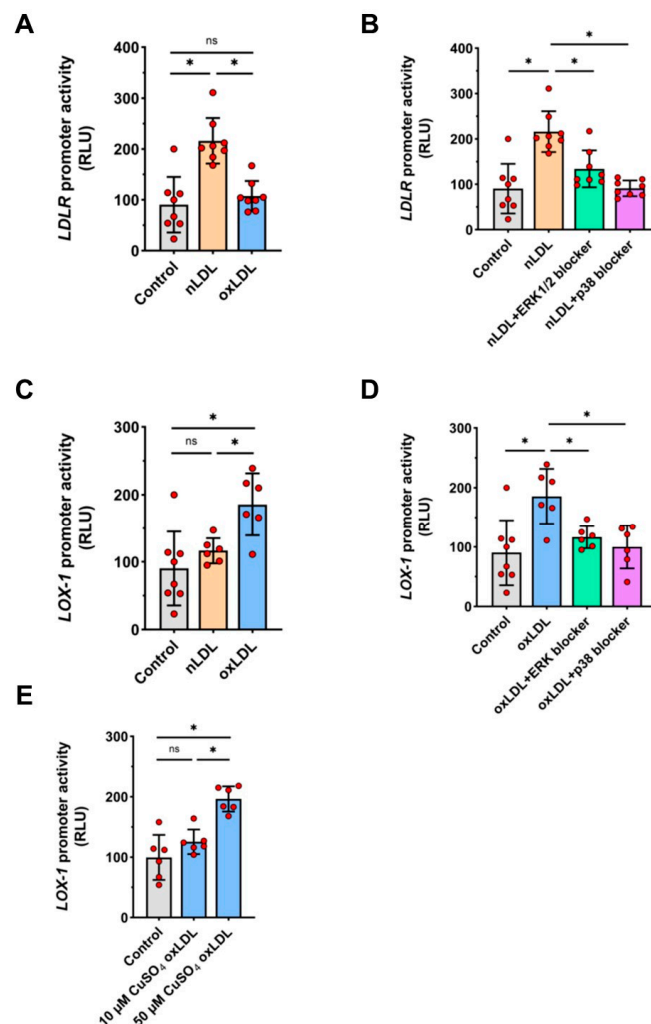 A
ns
*
*
400
300
200
100
0
LDLR promoter activity
(RLU)
Control
nLDL
oxLDL
B
*
*
*
400
300
200
100
0
LDLR promoter activity
(RLU)
Control
nLDL
nLDL+ERK1/2 blocker
nLDL+p38 blocker
C
*
ns
*
300
200
100
0
LOX-1 promoter activity
(RLU)
Control
nLDL
oxLDL
D
*
*
*
300
200
100
0
LOX-1 promoter activity
(RLU)
Control
oxLDL
oxLDL+ERK blocker
oxLDL+p38 blocker
E
*
ns
*
300
200
100
0
LOX-1 promoter activity
(RLU)
Control
10 µM CuSO₄ oxLDL
50 µM CuSO₄ oxLDL